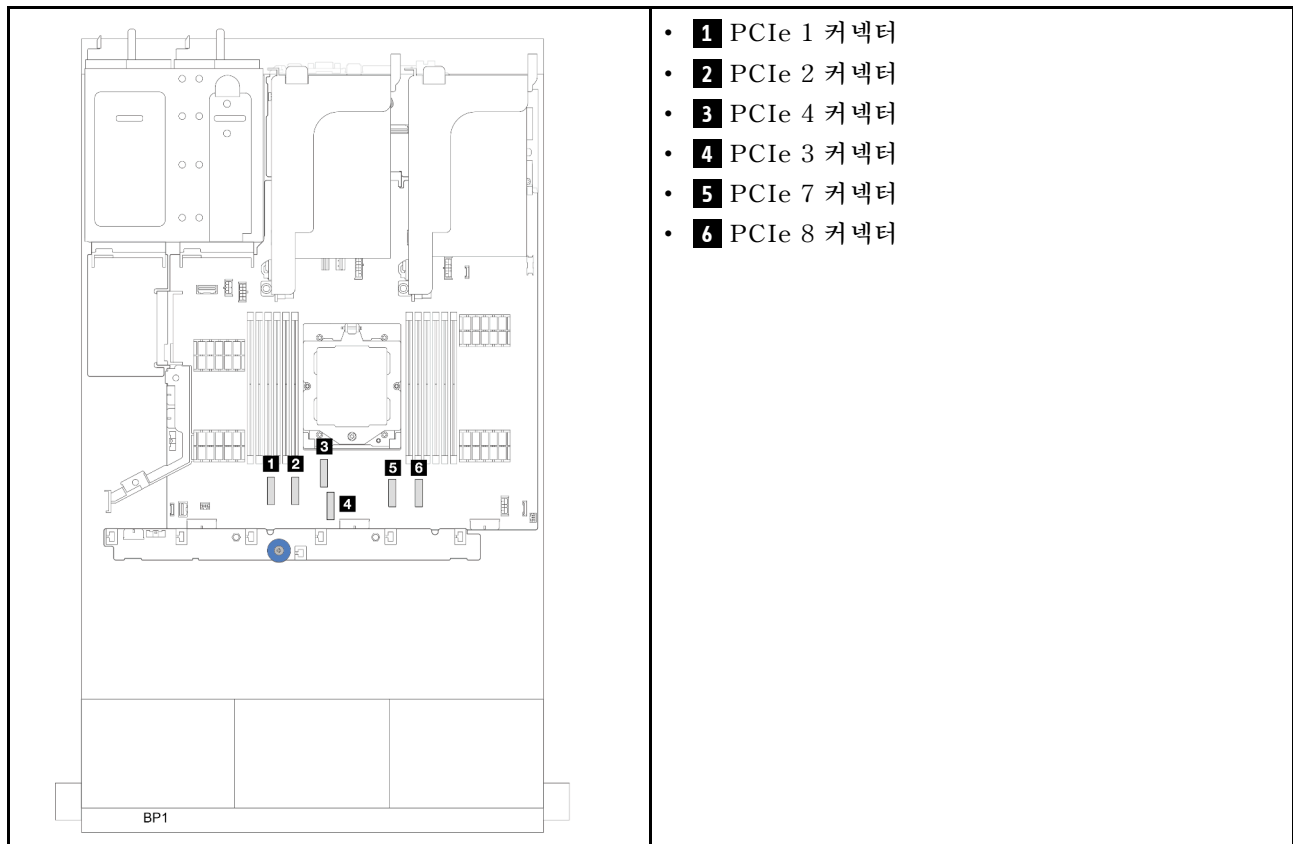 1
2
3
4
5
6
BP1
• 1 PCIe 1 커넥터
• 2 PCIe 2 커넥터
• 3 PCIe 4 커넥터
• 4 PCIe 3 커넥터
• 5 PCIe 7 커넥터
• 6 PCIe 8 커넥터